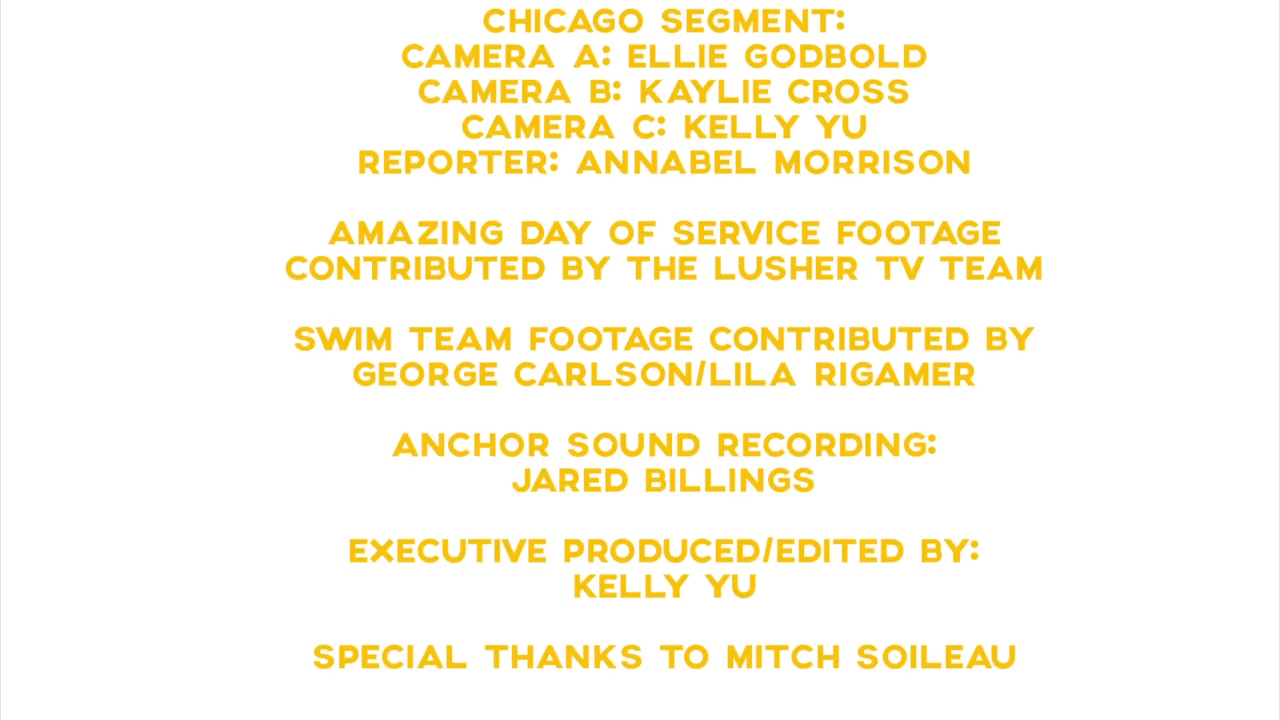 CHICAGO SEGMENT:
CAMERA A: ELLIE GODBOLD
CAMERA B: KAYLIE CROSS
CAMERA C: KELLY YU
REPORTER: ANNABEL MORRISON
AMAZING DAY OF SERVICE FOOTAGE
CONTRIBUTED BY THE LUSHER TV TEAM
SWIM TEAM FOOTAGE CONTRIBUTED BY
GEORGE CARLSON/LILA RIGAMER
ANCHOR SOUND RECORDING:
JARED BILLINGS
EXECUTIVE PRODUCED/EDITED BY:
KELLY YU
SPECIAL THANKS TO MITCH SOILEAU